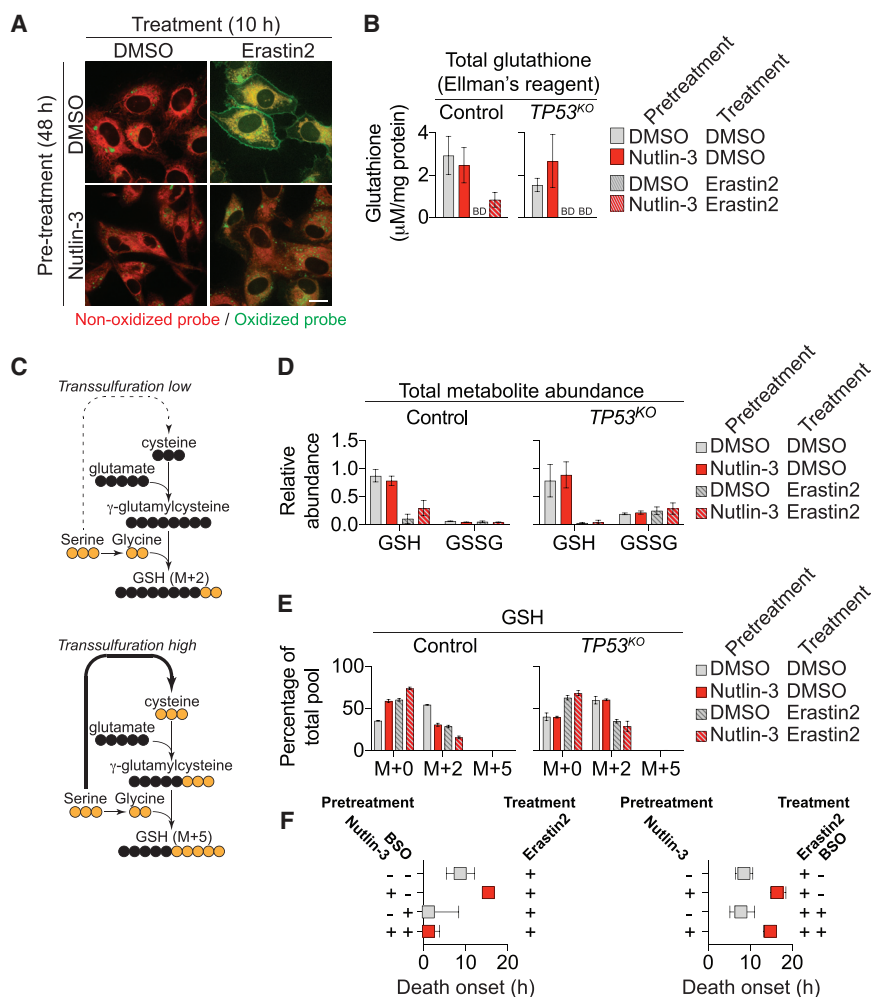 A
Treatment (10 h)
DMSO Erastin2
Pre-treatment (48 h)
DMSO
Nutlin-3
Non-oxidized probe / Oxidized probe
B
Total glutathione
(Ellman's reagent)
Control TP53KO
Glutathione
(μM/mg protein)
4
2
0
BD
BD BD
Pretreatment Treatment
DMSO DMSO
Nutlin-3 DMSO
DMSO Erastin2
Nutlin-3 Erastin2
C
Transsulfuration low
cysteine
glutamate
γ-glutamylcysteine
Serine Glycine
GSH (M+2)
Transsulfuration high
cysteine
glutamate
γ-glutamylcysteine
Serine Glycine
GSH (M+5)
D
Total metabolite abundance
Control TP53KO
Relative
abundance
1.5
1.0
0.5
0.0
GSH GSSG GSH GSSG
Pretreatment Treatment
DMSO DMSO
Nutlin-3 DMSO
DMSO Erastin2
Nutlin-3 Erastin2
E
GSH
Control TP53KO
Percentage of
total pool
100
50
0
M+0 M+2 M+5 M+0 M+2 M+5
Pretreatment Treatment
DMSO DMSO
Nutlin-3 DMSO
DMSO Erastin2
Nutlin-3 Erastin2
F
Pretreatment Treatment
Nutlin-3 BSO Erastin2
- - +
+ - +
- + +
+ + +
0 10 20
Death onset (h)
Pretreatment Treatment
Nutlin-3 Erastin2 BSO
- + -
+ + -
- + +
+ + +
0 10 20
Death onset (h)